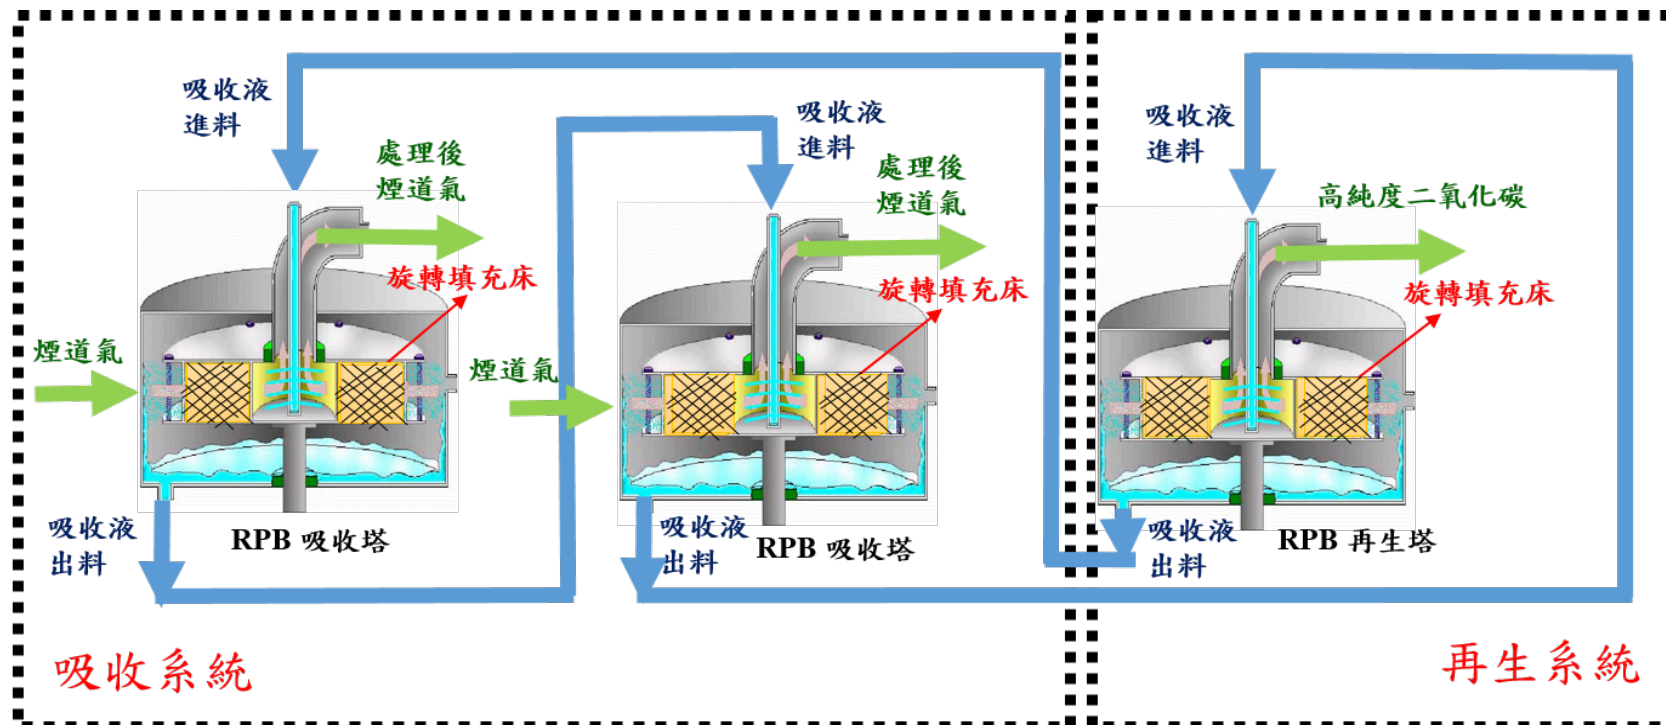 吸收液
進料
處理後
煙道氣
旋轉填充床
煙道氣
吸收液
出料
RPB 吸收塔
吸收液
進料
處理後
煙道氣
旋轉填充床
煙道氣
吸收液
出料
RPB 吸收塔
吸收液
進料
高純度二氧化碳
旋轉填充床
吸收液
出料
RPB 再生塔
吸收系統
再生系統